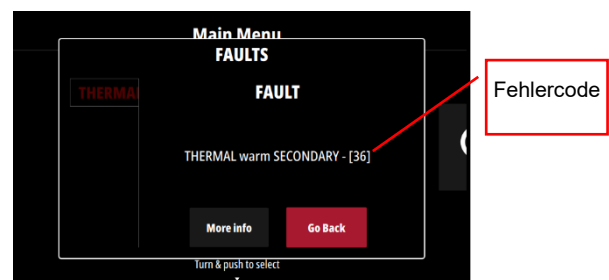 Main Menu
FAULTS
THERMA
FAULT
Fehlercode
THERMAL warm SECONDARY - [36]
More info
Go Back
Turn & push to select